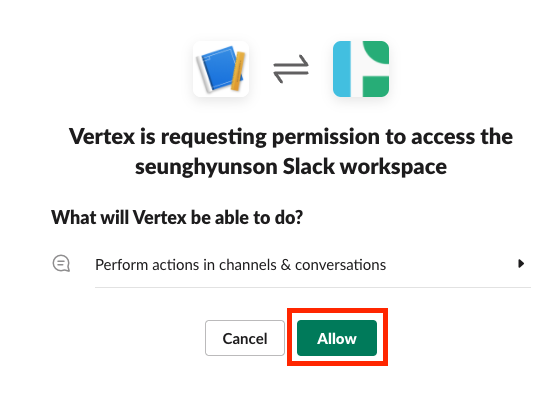 Vertex is requesting permission to access the
seunghyunson Slack workspace
What will Vertex be able to do?
Perform actions in channels & conversations
Cancel
Allow